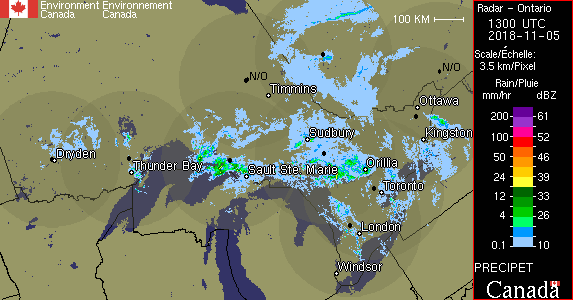 Environment Environnement
Canada Canada
100 KM
Radar - Ontario
1300 UTC
2018-11-05
Scale/Échelle:
3.5 km/Pixel
Rain/Pluie
mm/hr dBZ
200 61
100 52
50 46
24 39
12 33
4 26
0.1 10
N/O
N/O
Timmins
Ottawa
Kingston
Sudbury
Dryden
Thunder Bay
Sault Ste. Marie
Orillia
Toronto
London
Windsor
PRECIPET
Canada